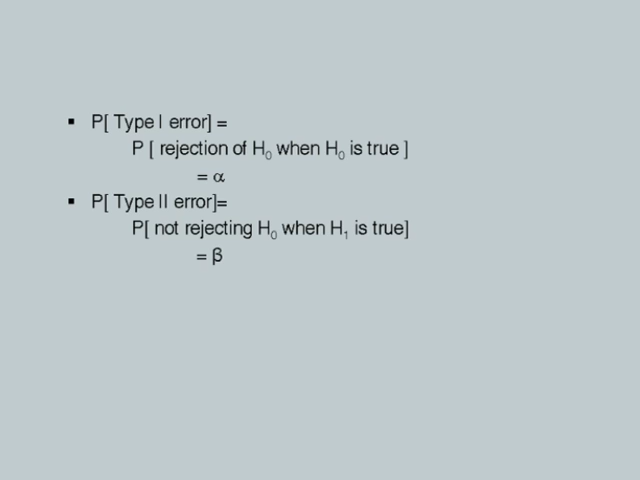 ▪ P[ Type I error] =
P [ rejection of H₀ when H₀ is true ]
= α
▪ P[ Type II error]=
P[ not rejecting H₀ when H₁ is true]
= β